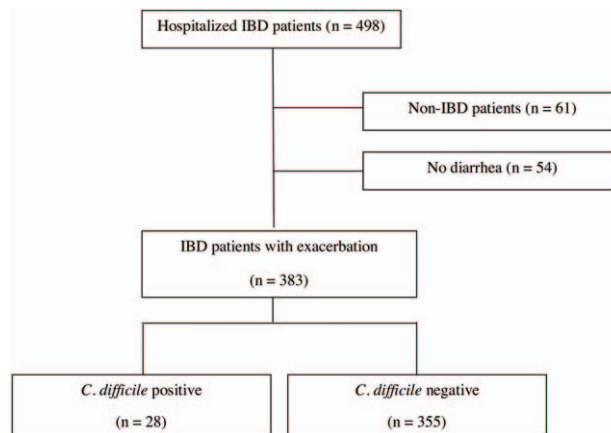 Hospitalized IBD patients (n = 498)
Non-IBD patients (n = 61)
No diarrhea (n = 54)
IBD patients with exacerbation
(n = 383)
C. difficile positive
(n = 28)
C. difficile negative
(n = 355)